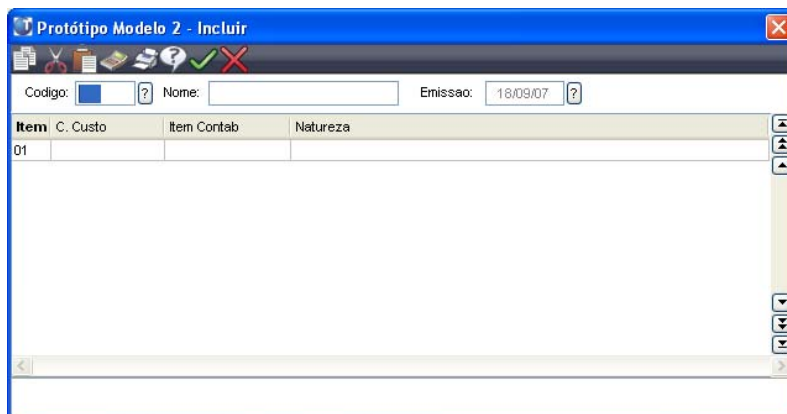 Protótipo Modelo 2 - Incluir
Codigo: ? Nome: Emissao: 18/09/07 ?
Item C. Custo Item Contab Natureza
01